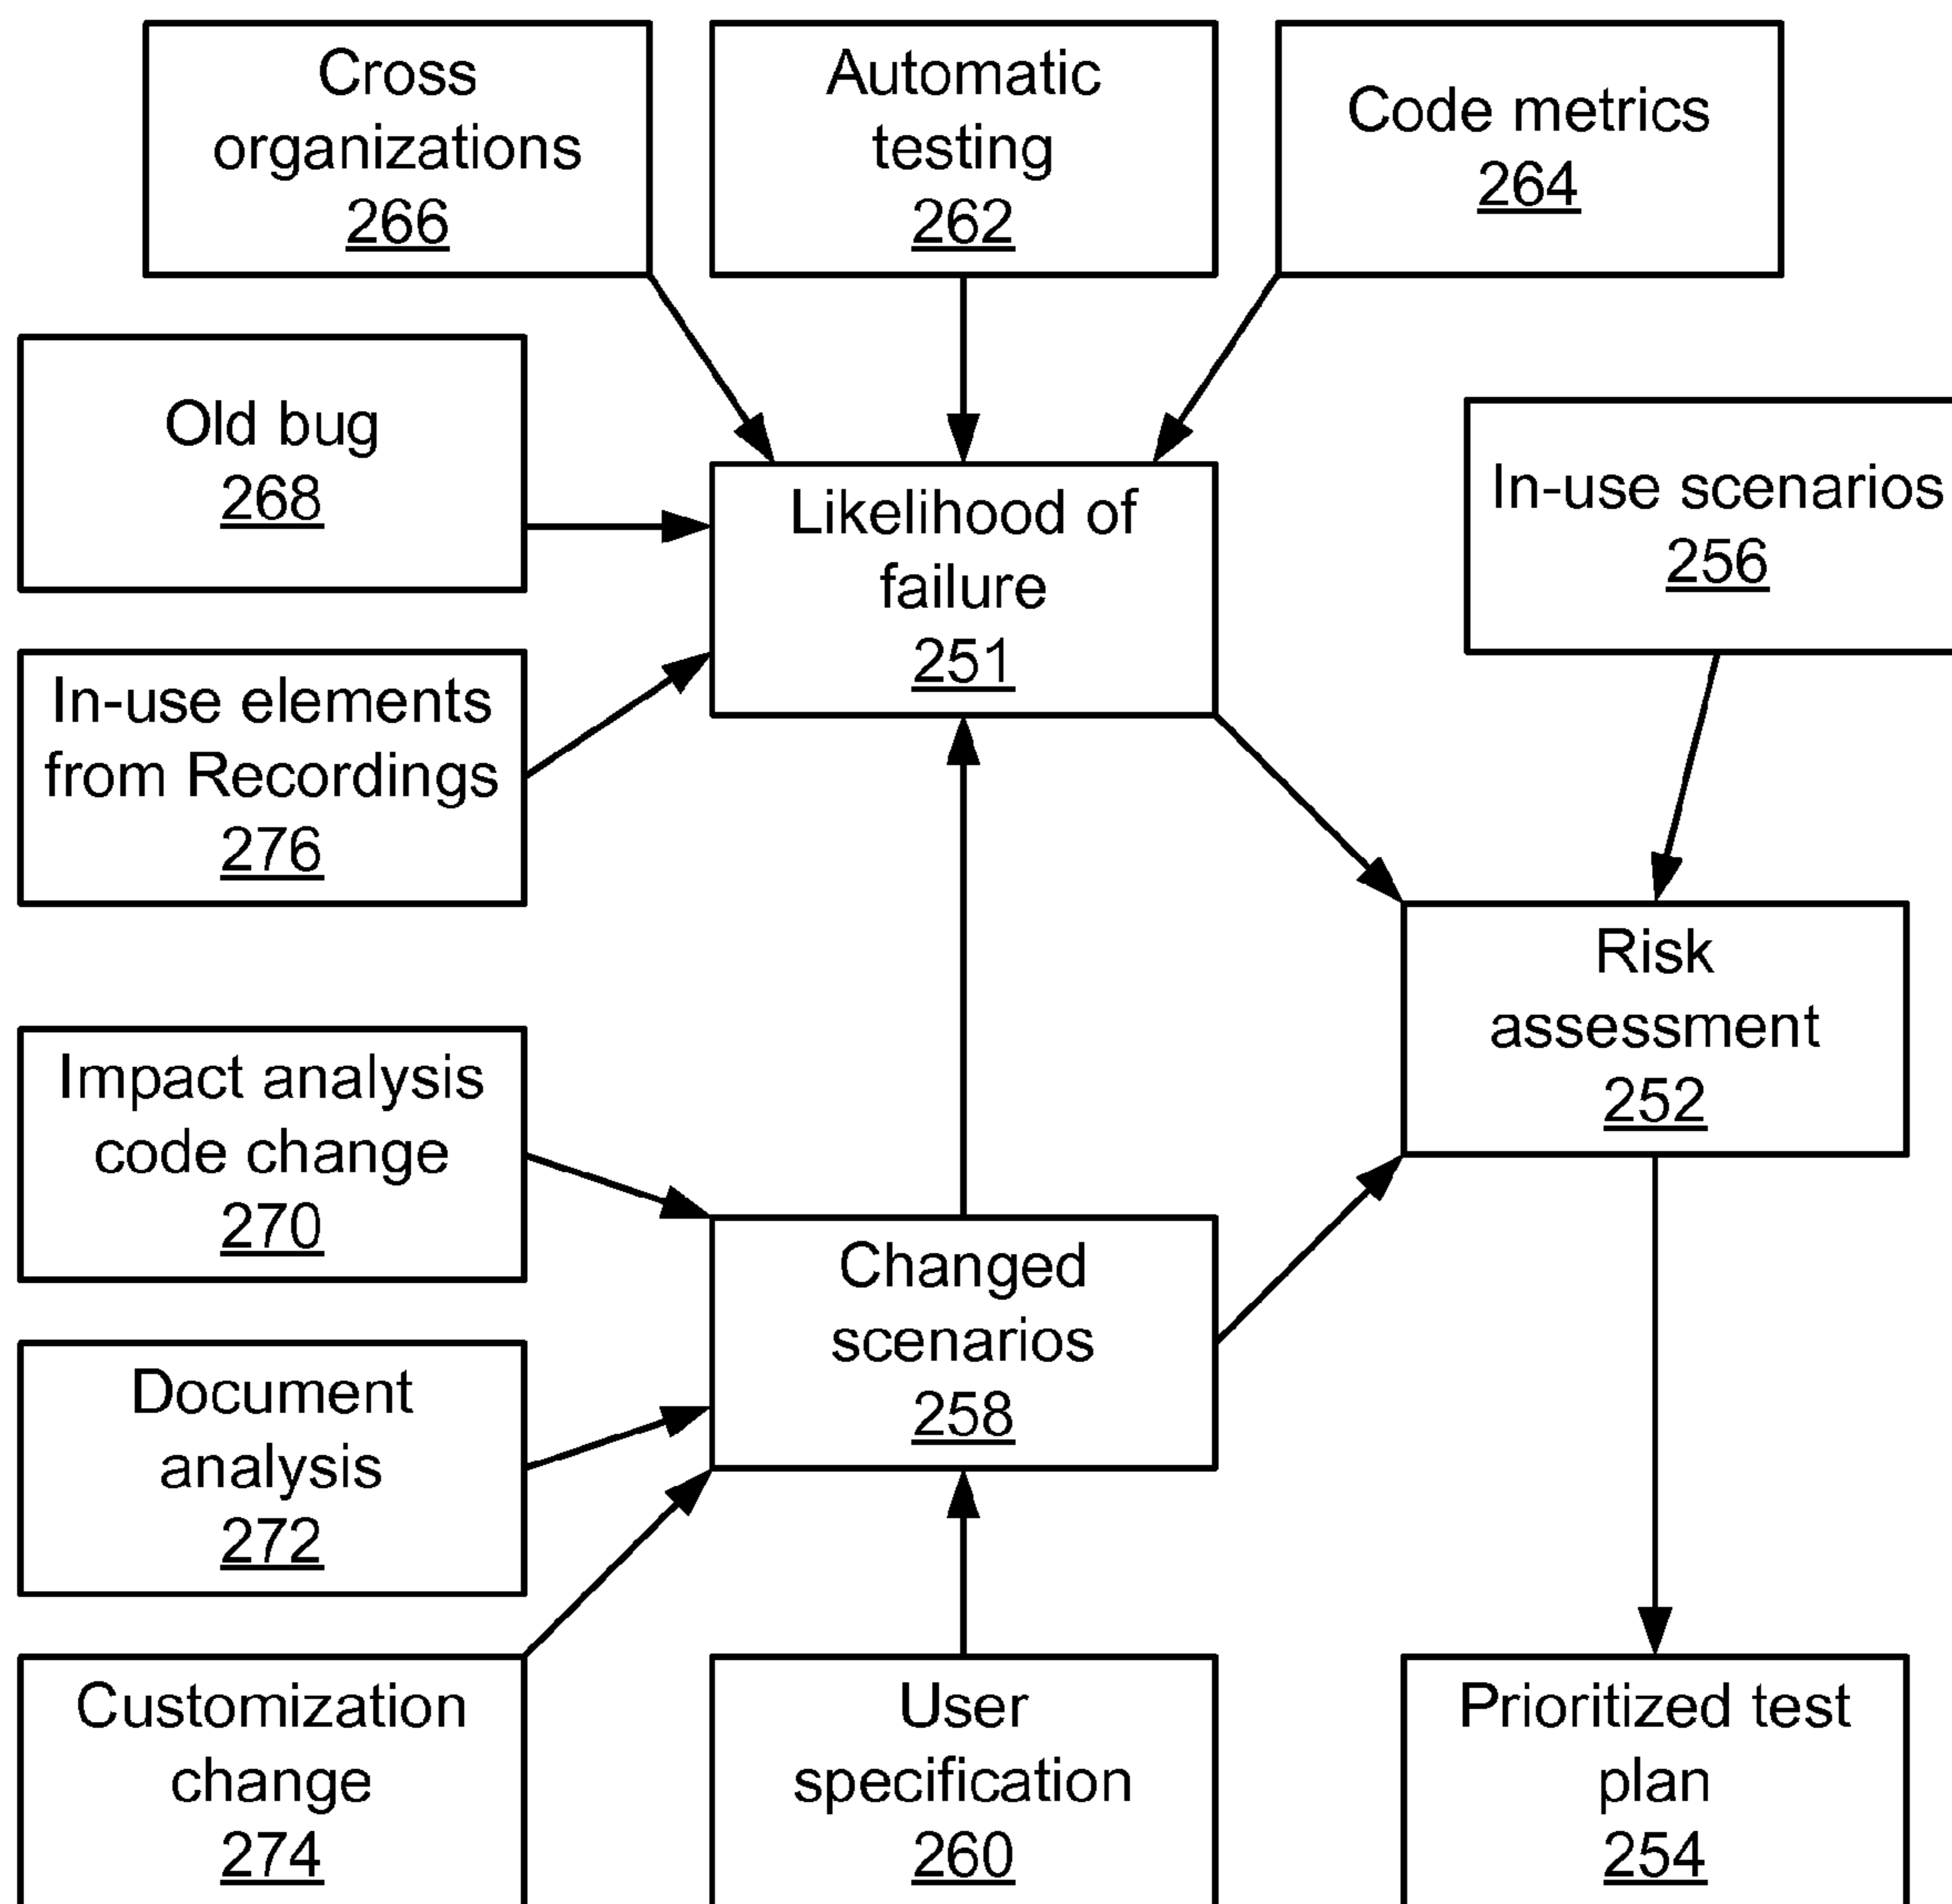 Cross
organizations
266
Automatic
testing
262
Code metrics
264
Old bug
268
Likelihood of
failure
251
In-use scenarios
256
In-use elements
from Recordings
276
Risk
assessment
252
Impact analysis
code change
270
Changed
scenarios
258
Document
analysis
272
Customization
change
274
User
specification
260
Prioritized test
plan
254